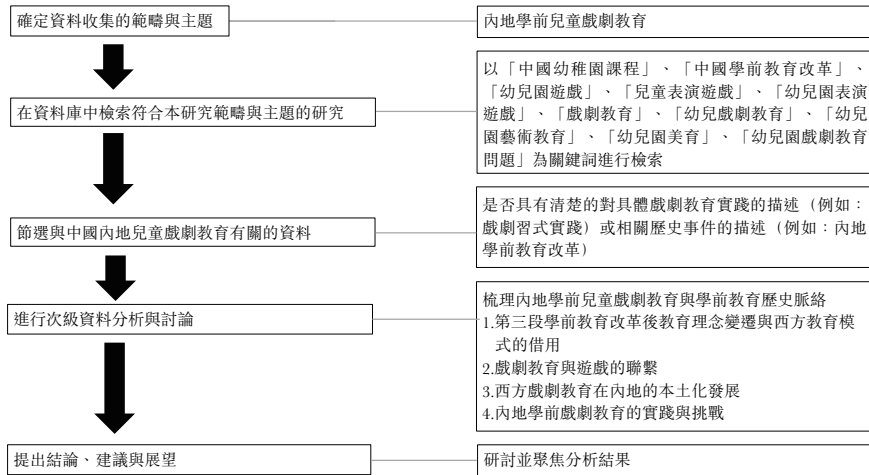 確定資料收集的範疇與主題
內地學前兒童戲劇教育
在資料庫中檢索符合本研究範疇與主題的研究
以「中國幼稚園課程」、「中國學前教育改革」、
「幼兒園遊戲」、「兒童表演遊戲」、「幼兒園表演
遊戲」、「戲劇教育」、「幼兒戲劇教育」、「幼兒
園藝術教育」、「幼兒園美育」、「幼兒園戲劇教育
問題」為關鍵詞進行檢索
節選與中國內地兒童戲劇教育有關的資料
是否具有清楚的對具體戲劇教育實踐的描述（例如：
戲劇習式實踐）或相關歷史事件的描述（例如：內地
學前教育改革）
進行次級資料分析與討論
梳理內地學前兒童戲劇教育與學前教育歷史脈絡
1.第三段學前教育改革後教育理念變遷與西方教育模
式的借用
2.戲劇教育與遊戲的聯繫
3.西方戲劇教育在內地的本土化發展
4.內地學前戲劇教育的實踐與挑戰
提出結論、建議與展望
研討並聚焦分析結果